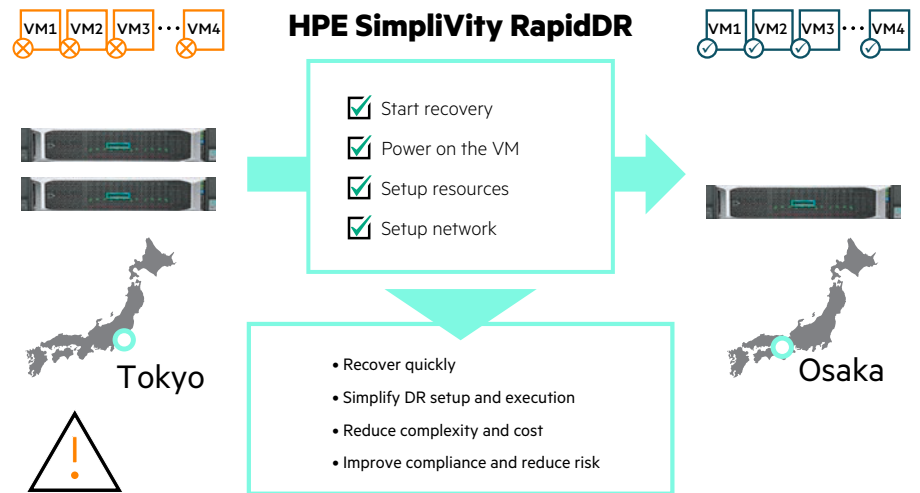 HPE SimpliVity RapidDR
VM1 VM2 VM3 ··· VM4
VM1 VM2 VM3 ··· VM4
Start recovery
Power on the VM
Setup resources
Setup network
Tokyo
Osaka
• Recover quickly
• Simplify DR setup and execution
• Reduce complexity and cost
• Improve compliance and reduce risk
!